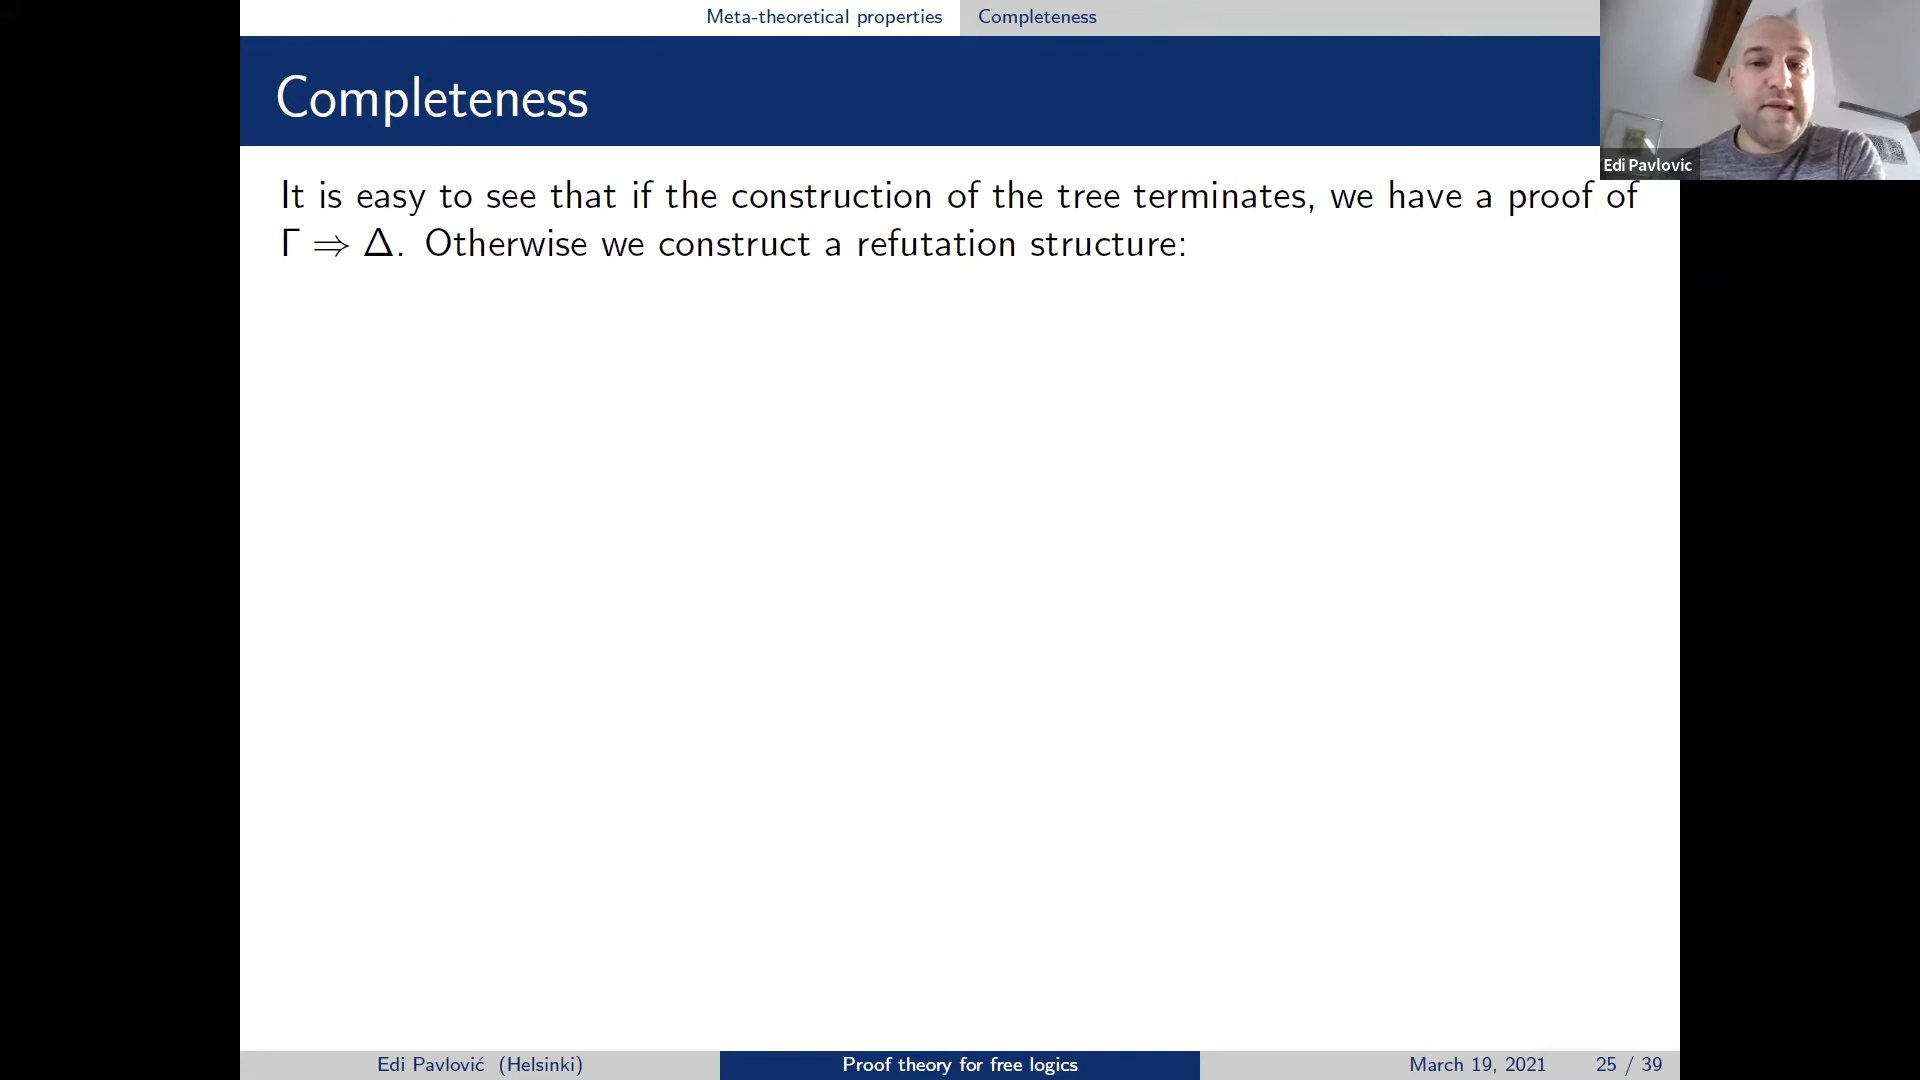 Meta-theoretical properties Completeness
Completeness
Edi Pavlovic
It is easy to see that if the construction of the tree terminates, we have a proof of
Γ ⇒ Δ. Otherwise we construct a refutation structure:
Edi Pavlović (Helsinki) Proof theory for free logics March 19, 2021 25 / 39